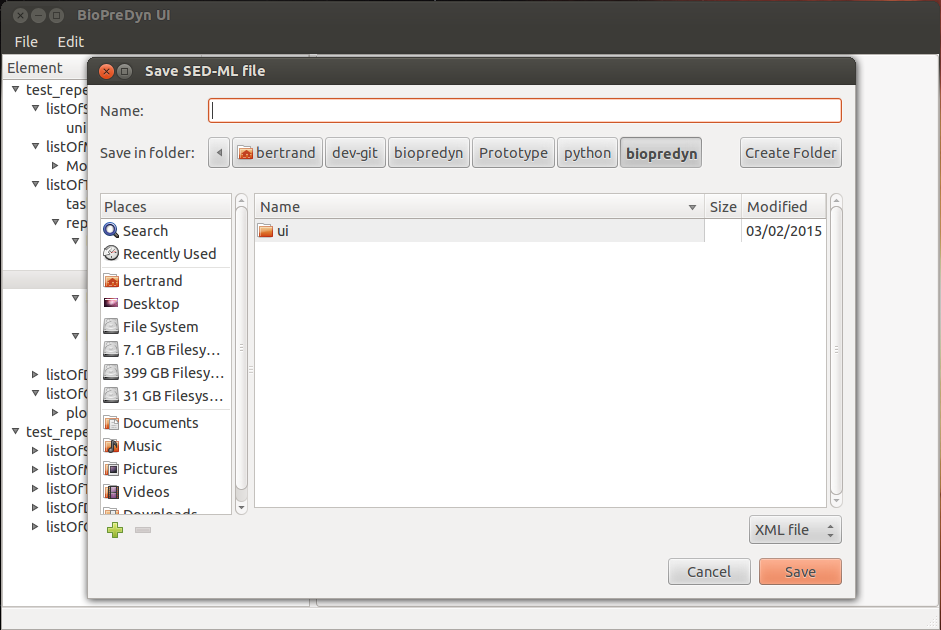 BioPreDyn UI
File Edit
Element
Save SED-ML file
Name:
Save in folder: bertrand dev-git biopredyn Prototype python biopredyn Create Folder
Places
Search
Recently Used
bertrand
Desktop
File System
7.1 GB Filesy...
399 GB Filesy...
31 GB Filesys...
Documents
Music
Pictures
Videos
Downloads
Name Size Modified
ui 03/02/2015
XML file
Cancel Save
test_repe
listOfS
uni
listOfM
Mo
listOfT
tas
rep
listOfD
listOfO
plo
test_repe
listOfS
listOfM
listOfT
listOfD
listOfO